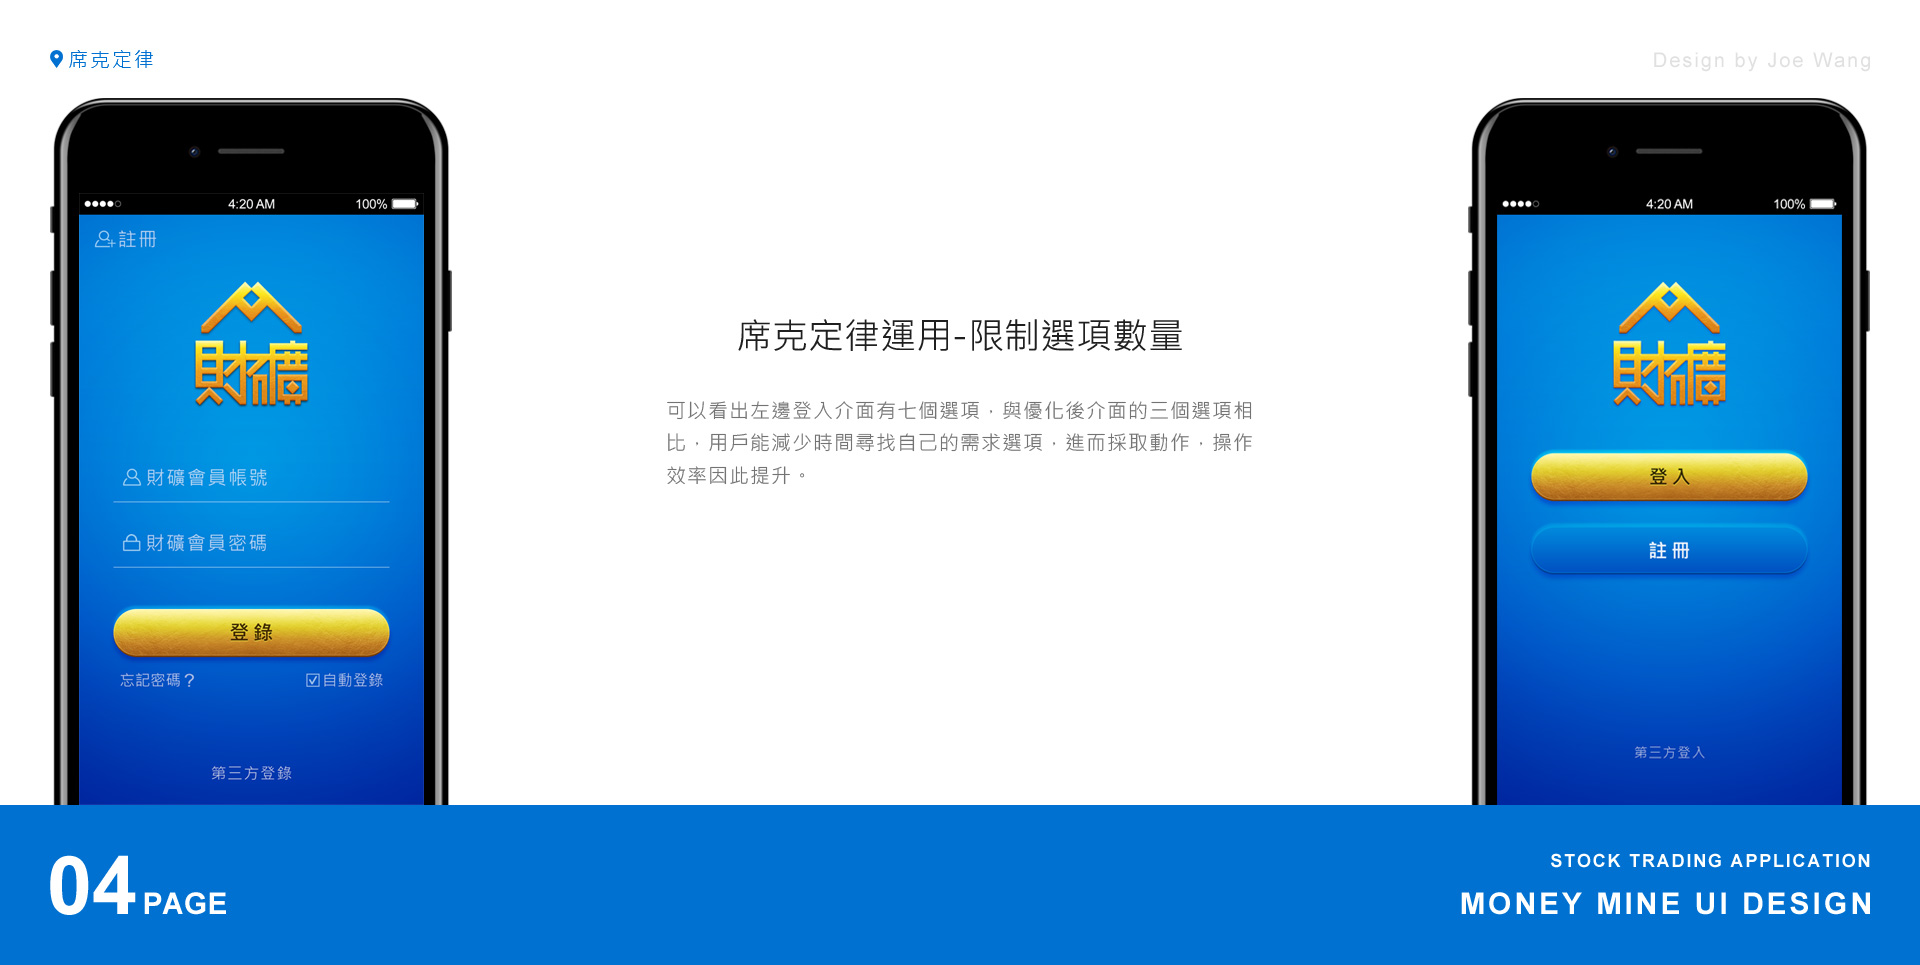 席克定律
Design by Joe Wang
4:20 AM
100%
註冊
財礦
財礦會員帳號
財礦會員密碼
登錄
忘記密碼？
自動登錄
第三方登錄
席克定律運用-限制選項數量
可以看出左邊登入介面有七個選項，與優化後介面的三個選項相
比，用戶能減少時間尋找自己的需求選項，進而採取動作，操作
效率因此提升。
4:20 AM
100%
財礦
登入
註冊
第三方登入
04 PAGE
STOCK TRADING APPLICATION
MONEY MINE UI DESIGN